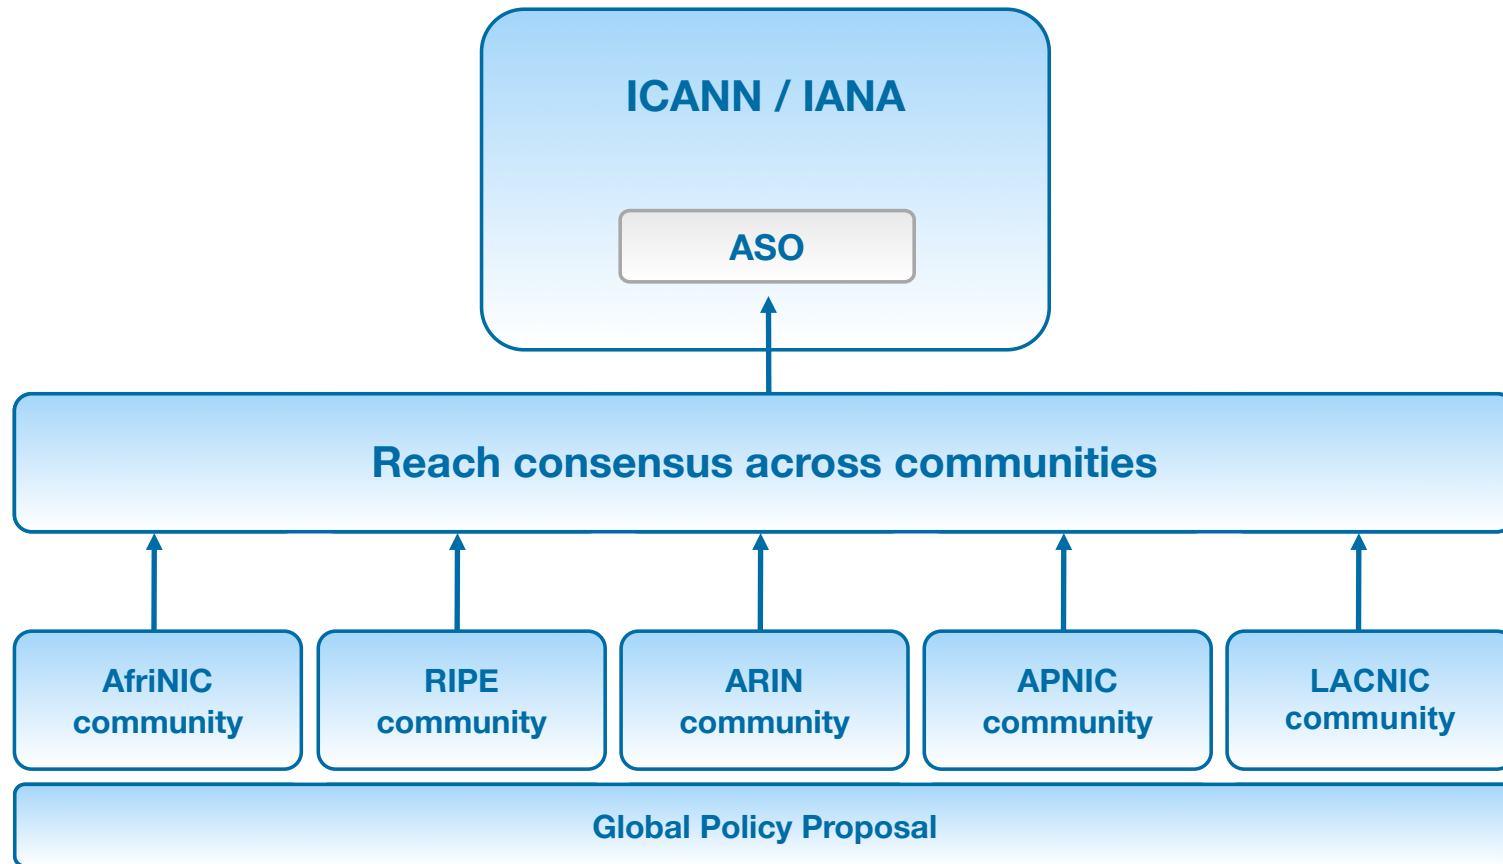 ICANN / IANA
ASO
Reach consensus across communities
AfriNIC
community
RIPE
community
ARIN
community
APNIC
community
LACNIC
community
Global Policy Proposal